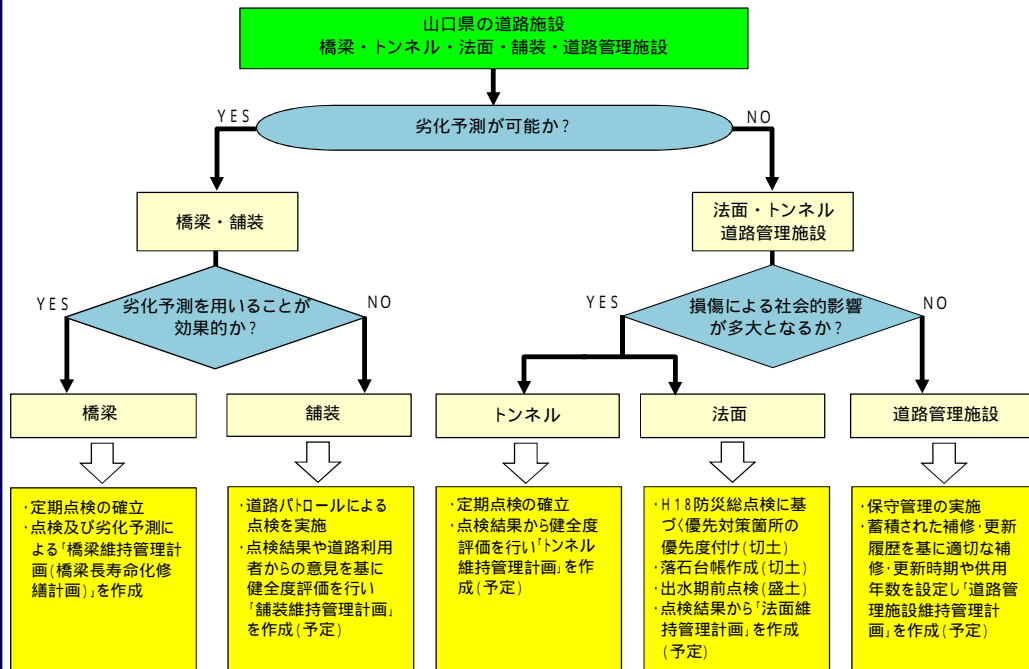 山口県の道路施設
橋梁・トンネル・法面・舗装・道路管理施設
YES
劣化予測が可能か?
NO
橋梁・舗装
法面・トンネル
道路管理施設
YES
劣化予測を用いることが
効果的か?
NO
YES
損傷による社会的影響
が多大となるか?
NO
橋梁
舗装
トンネル
法面
道路管理施設
・定期点検の確立
・点検及び劣化予測に
よる「橋梁維持管理計
画(橋梁長寿命化修
繕計画)」を作成
・道路パトロールによる
点検を実施
・点検結果や道路利用
者からの意見を基に
健全度評価を行い
「舗装維持管理計画」
を作成(予定)
・定期点検の確立
・点検結果から健全度
評価を行い「トンネル
維持管理計画」を作
成(予定)
・H18防災総点検に基
づく優先対策箇所の
優先度付け(切土)
・落石台帳作成(切土)
・出水期前点検(盛土)
・点検結果から「法面維
持管理計画」を作成
(予定)
・保守管理の実施
・蓄積された補修・更新
履歴を基に適切な補
修・更新時期や供用
年数を設定し「道路管
理施設維持管理計
画」を作成(予定)